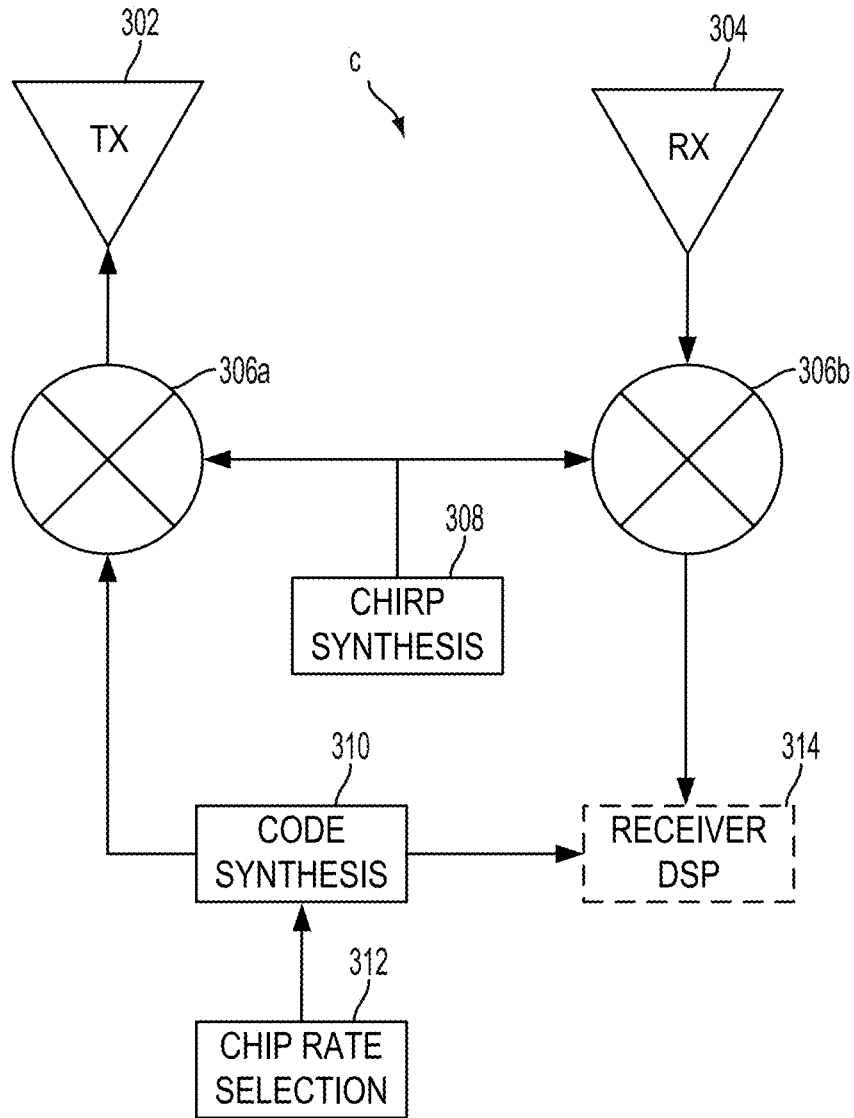 302
304
c
TX
RX
306a
306b
308
CHIRP
SYNTHESIS
310
314
CODE
SYNTHESIS
RECEIVER
DSP
312
CHIP RATE
SELECTION